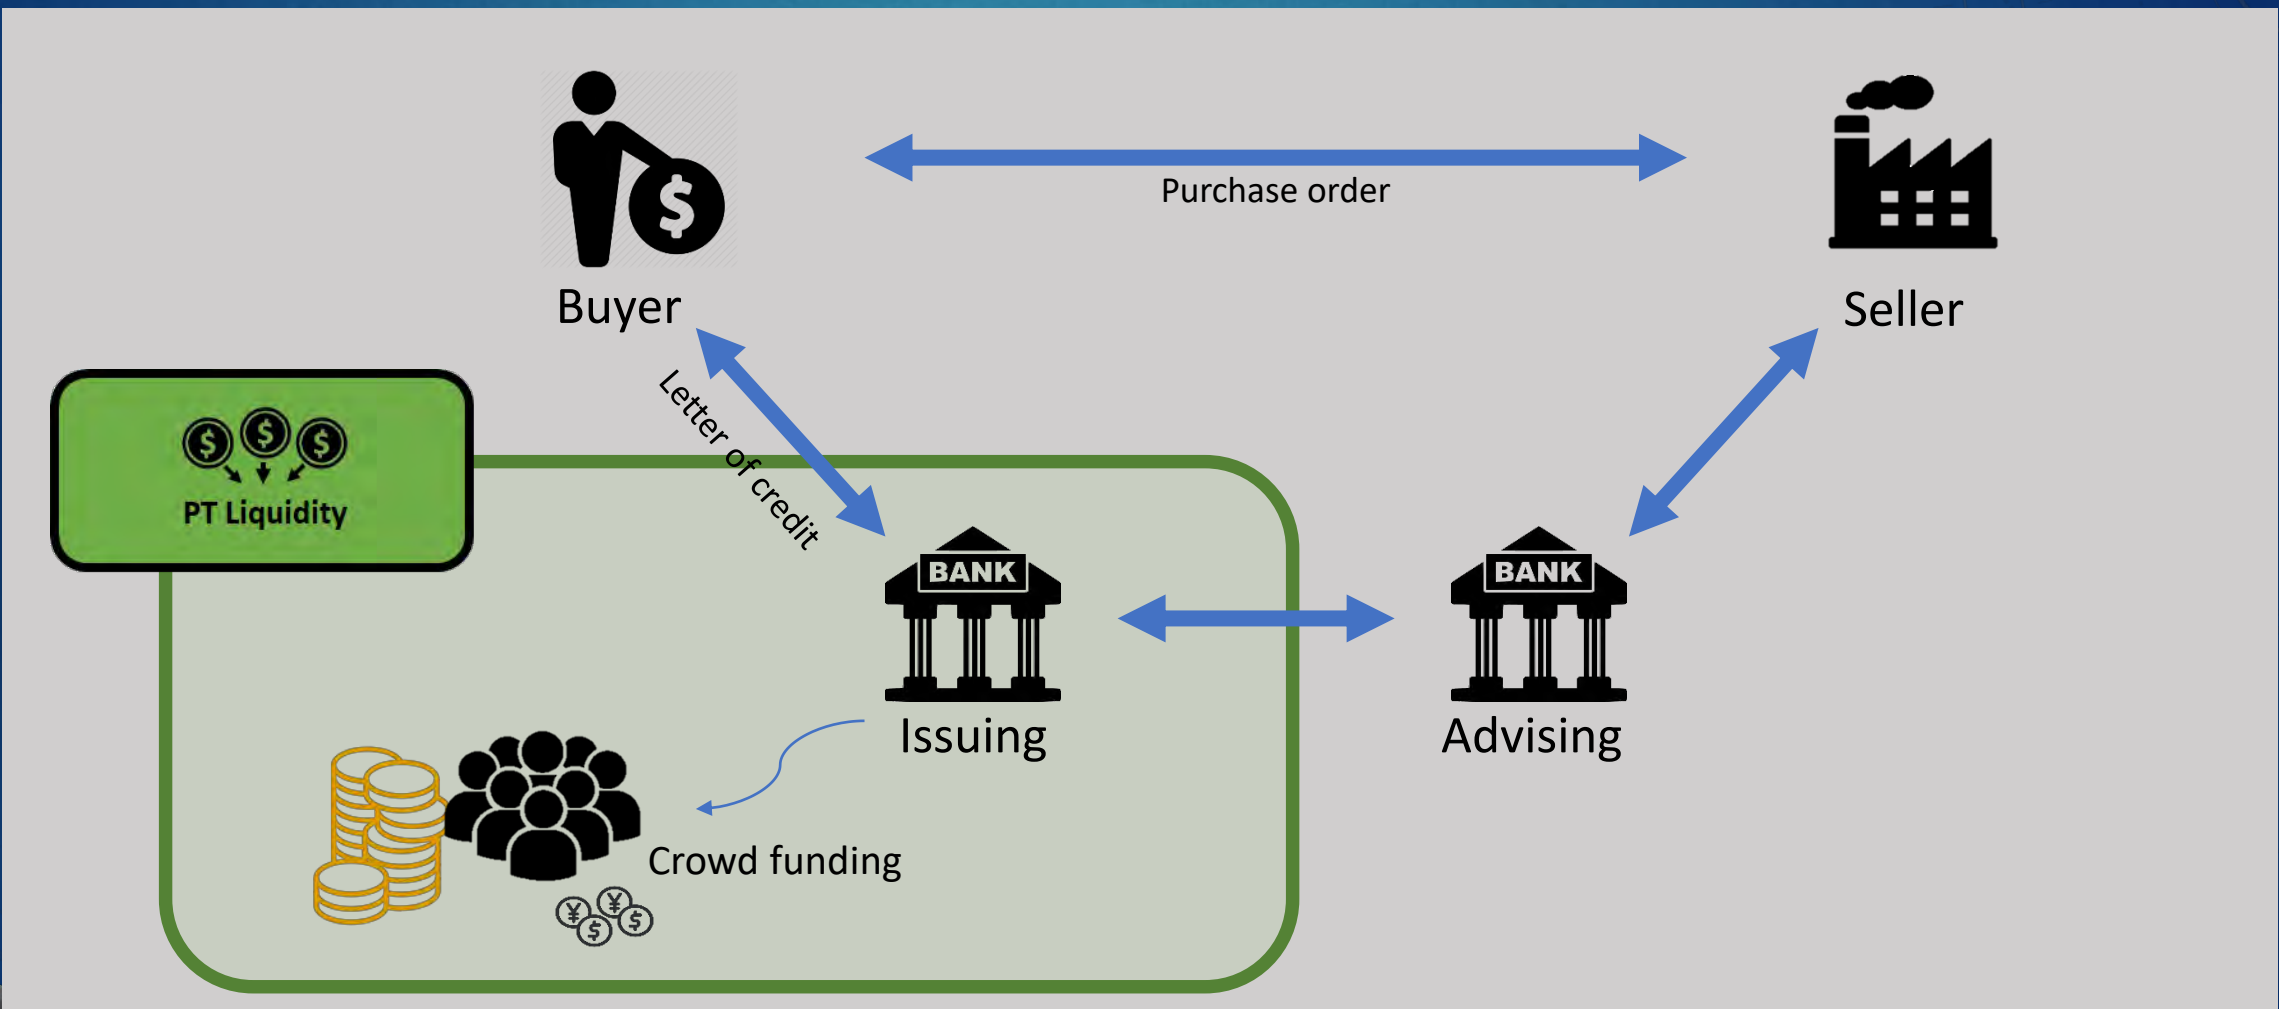 Purchase order
Buyer
Seller
Letter of credit
$
$ $ $
PT Liquidity
BANK
BANK
Issuing
Advising
Crowd funding
¥ ¥
$ $